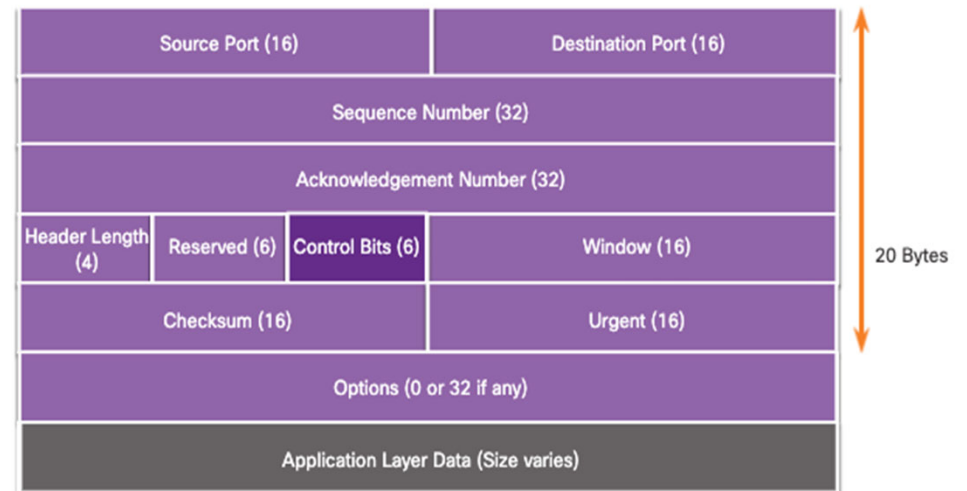 Source Port (16)
Destination Port (16)
Sequence Number (32)
Acknowledgement Number (32)
Header Length
(4)
Reserved (6)
Control Bits (6)
Window (16)
20 Bytes
Checksum (16)
Urgent (16)
Options (0 or 32 if any)
Application Layer Data (Size varies)